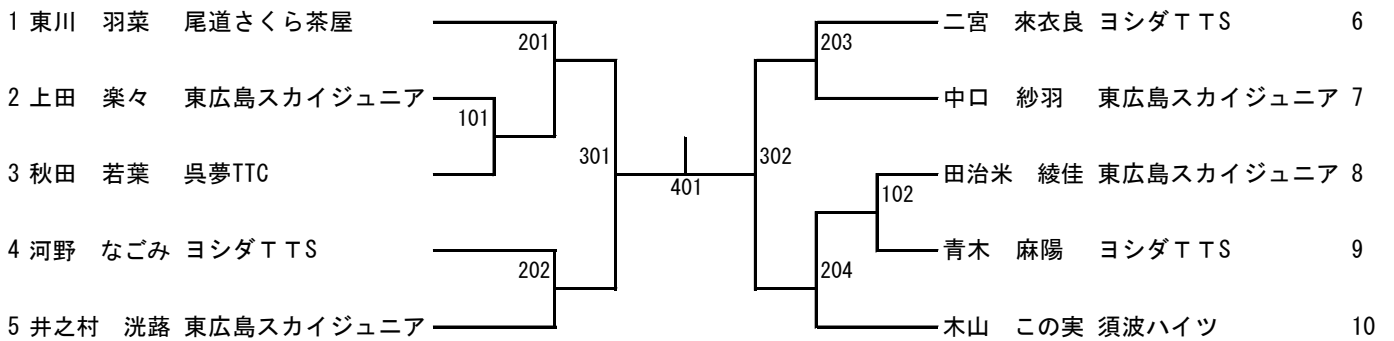 1 東川　羽菜　尾道さくら茶屋
201
2 上田　楽々　東広島スカイジュニア
101
3 秋田　若葉　呉夢TTC
301
4 河野　なごみ ヨシダＴＴS
202
5 井之村　洸蕗 東広島スカイジュニア
401
二宮　來衣良 ヨシダＴＴS 6
203
中口　紗羽　東広島スカイジュニア 7
302
田治米　綾佳 東広島スカイジュニア 8
102
青木　麻陽　ヨシダＴＴS 9
204
木山　この実 須波ハイツ 10